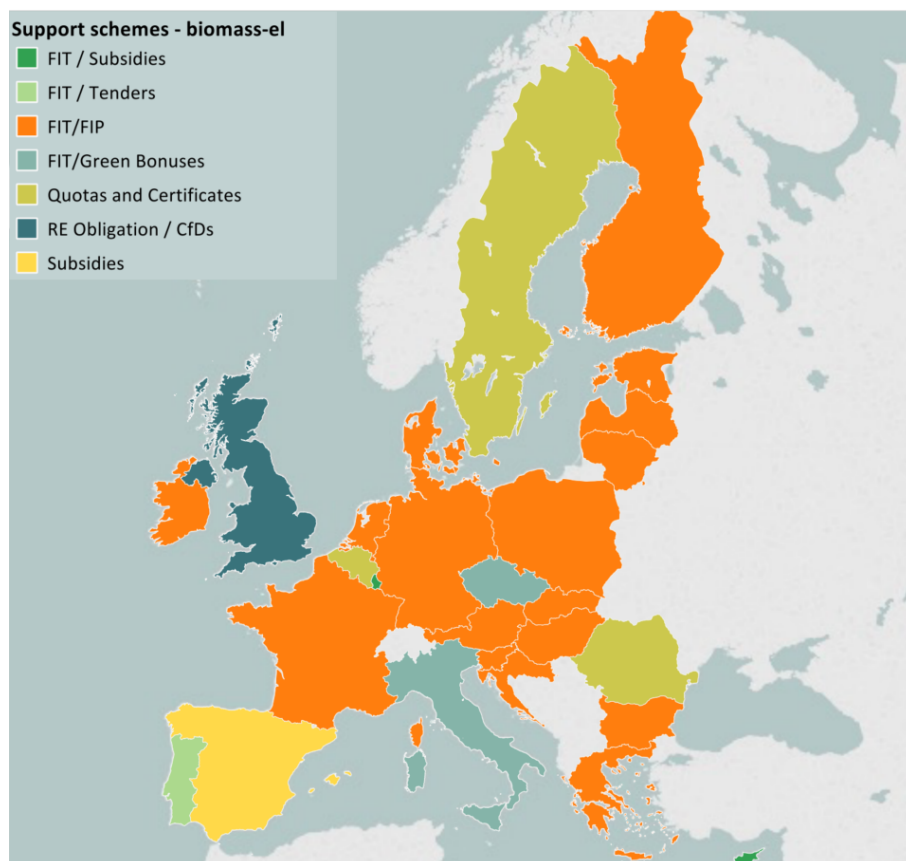 Support schemes - biomass-el
FIT / Subsidies
FIT / Tenders
FIT/FIP
FIT/Green Bonuses
Quotas and Certificates
RE Obligation / CfDs
Subsidies